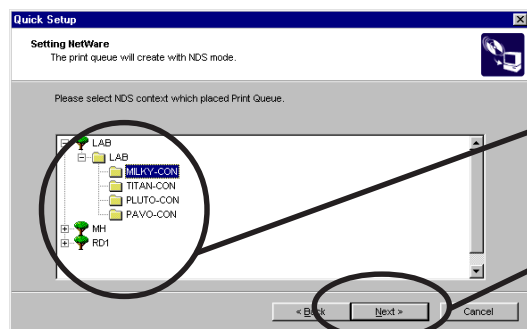 Quick Setup
Setting NetWare
The print queue will create with NDS mode.
Please select NDS context which placed Print Queue.
LAB
LAB
MILKY-CON
TITAN-CON
PLUTO-CON
PAVO-CON
MH
RD1
< Back
Next >
Cancel